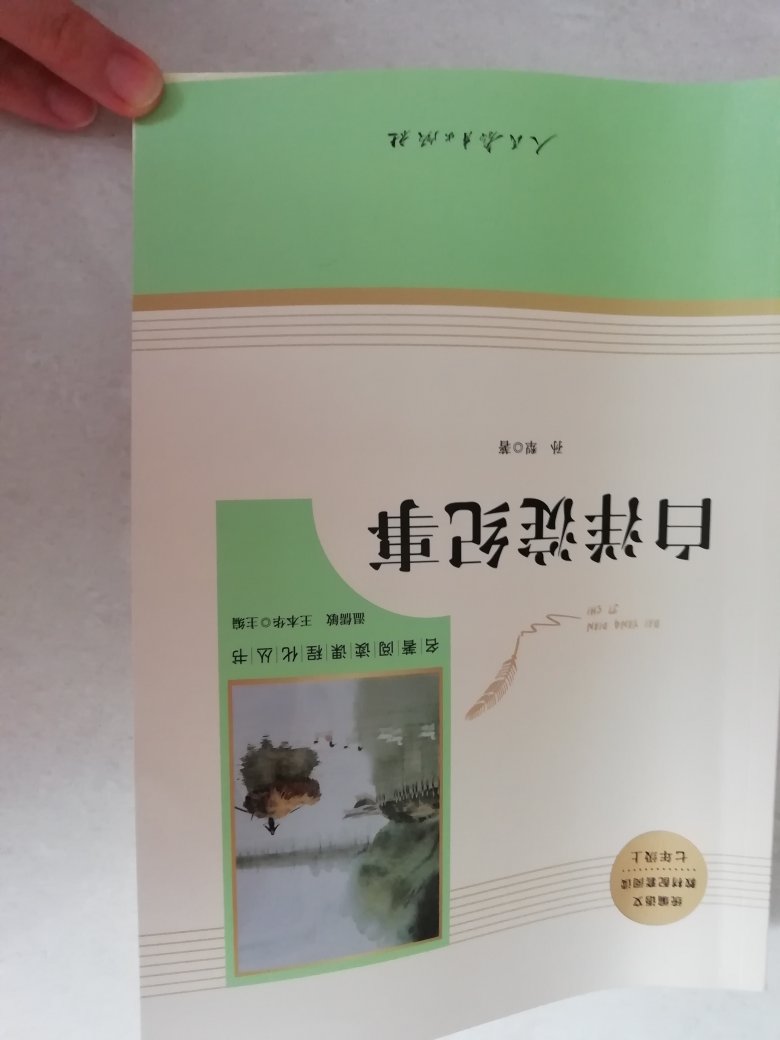 统编语文
教材配套阅读
七年级上
名著阅读课程化丛书
温儒敏 王本华◎主编
BAI YANG DIAN
JI SHI
白洋淀纪事
孙犁◎著
人民教育出版社